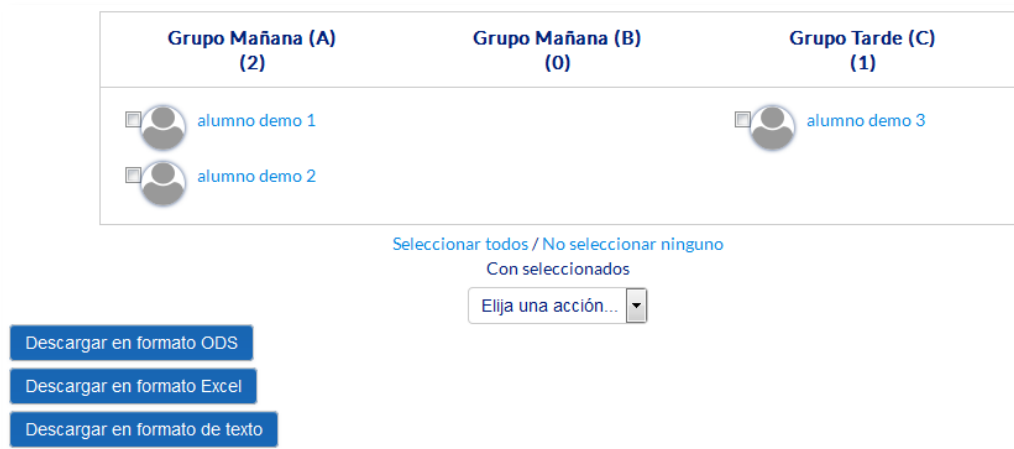 Grupo Mañana (A)
(2)
Grupo Mañana (B)
(0)
Grupo Tarde (C)
(1)
alumno demo 1
alumno demo 3
alumno demo 2
Seleccionar todos / No seleccionar ninguno
Con seleccionados
Elija una acción...
Descargar en formato ODS
Descargar en formato Excel
Descargar en formato de texto